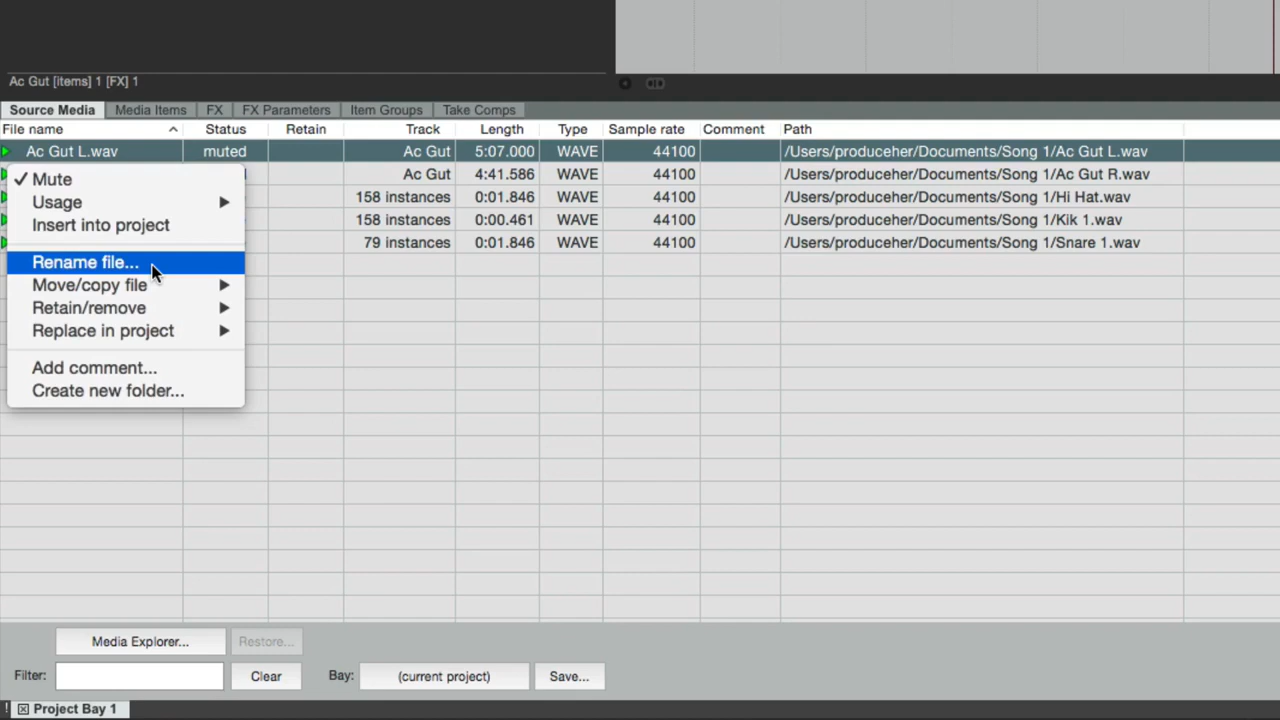 Ac Gut [items] 1 [FX] 1
Source Media Media Items FX FX Parameters Item Groups Take Comps
File name Status Retain Track Length Type Sample rate Comment Path
Ac Gut L.wav muted Ac Gut 5:07.000 WAVE 44100 /Users/produceher/Documents/Song 1/Ac Gut L.wav
Ac Gut 4:41.586 WAVE 44100 /Users/produceher/Documents/Song 1/Ac Gut R.wav
158 instances 0:01.846 WAVE 44100 /Users/produceher/Documents/Song 1/Hi Hat.wav
158 instances 0:00.461 WAVE 44100 /Users/produceher/Documents/Song 1/Kik 1.wav
79 instances 0:01.846 WAVE 44100 /Users/produceher/Documents/Song 1/Snare 1.wav
✓ Mute
Usage
Insert into project
Rename file...
Move/copy file
Retain/remove
Replace in project
Add comment...
Create new folder...
Media Explorer... Restore...
Filter: Clear Bay: (current project) Save...
! Project Bay 1